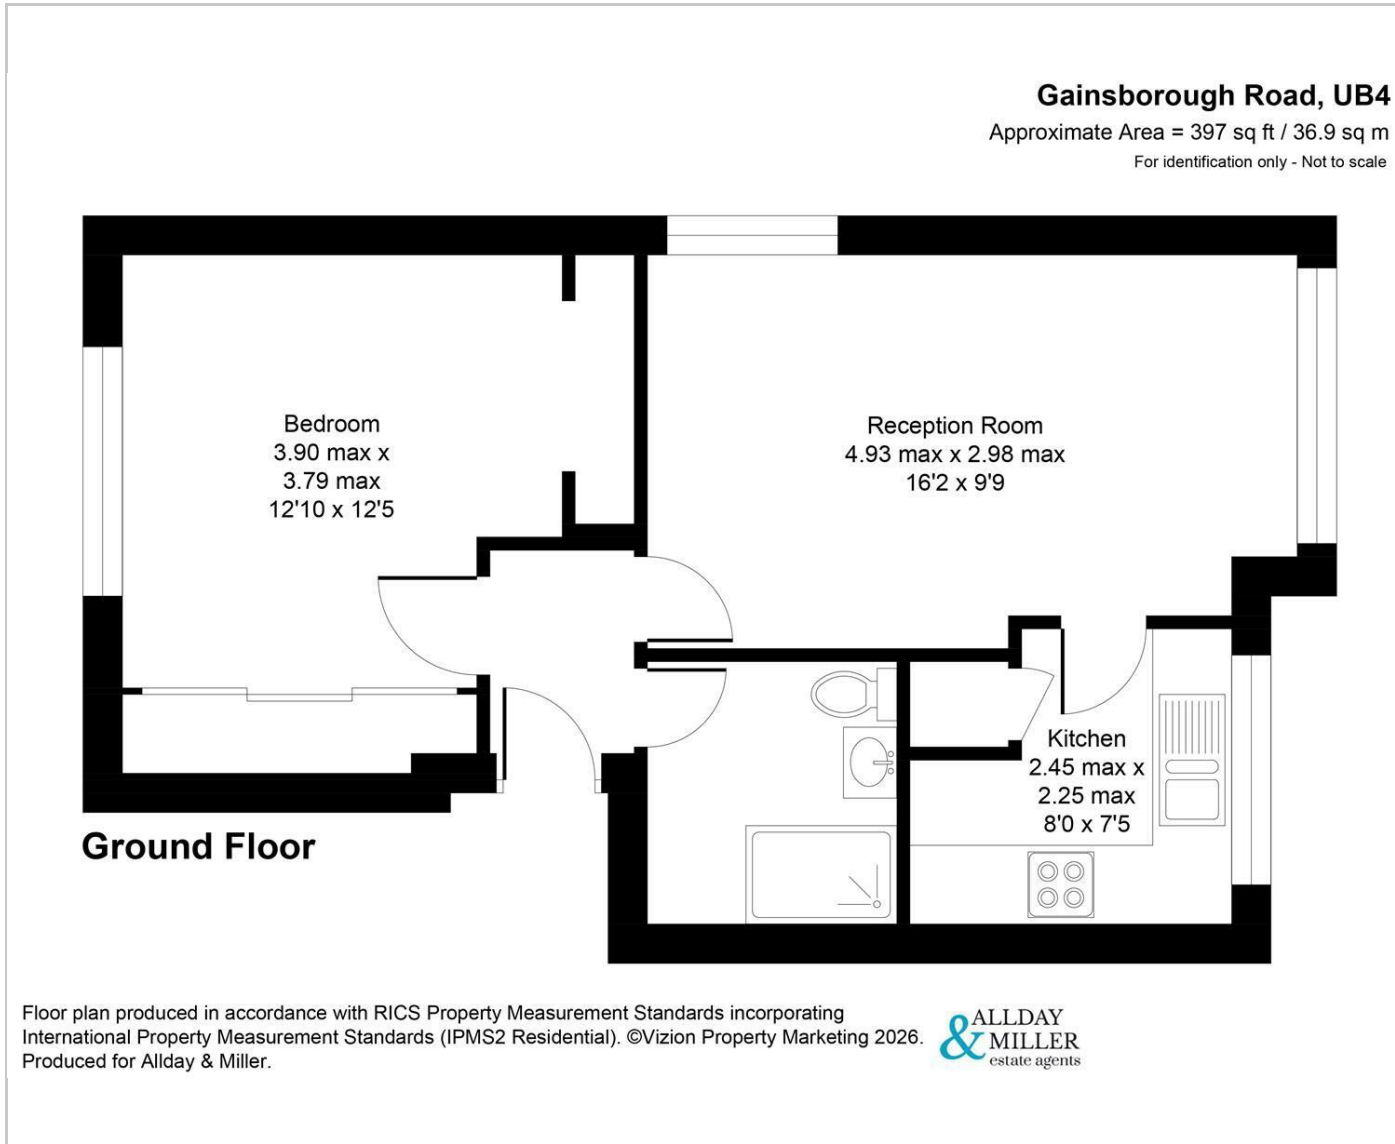 Gainsborough Road, UB4
Approximate Area = 397 sq ft / 36.9 sq m
For identification only - Not to scale
Bedroom
3.90 max x
3.79 max
12'10 x 12'5
Reception Room
4.93 max x 2.98 max
16'2 x 9'9
Kitchen
2.45 max x
2.25 max
8'0 x 7'5
Ground Floor
Floor plan produced in accordance with RICS Property Measurement Standards incorporating
International Property Measurement Standards (IPMS2 Residential). ©Vizion Property Marketing 2026.
Produced for Allday & Miller.
ALLDAY
& MILLER
estate agents